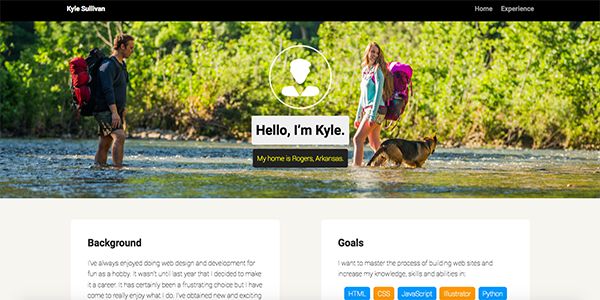 Kyle Sullivan
Home Experience
Hello, I'm Kyle.
My home is Rogers, Arkansas.
Background
I've always enjoyed doing web design and development for
fun as a hobby. It wasn't until last year that I decided to make
it a career. It has certainly been a frustrating choice but I have
come to really enjoy what I do. I've obtained new and exciting
Goals
I want to master the process of building web sites and
increase my knowledge, skills and abilities in:
HTML CSS JavaScript Illustrator Python